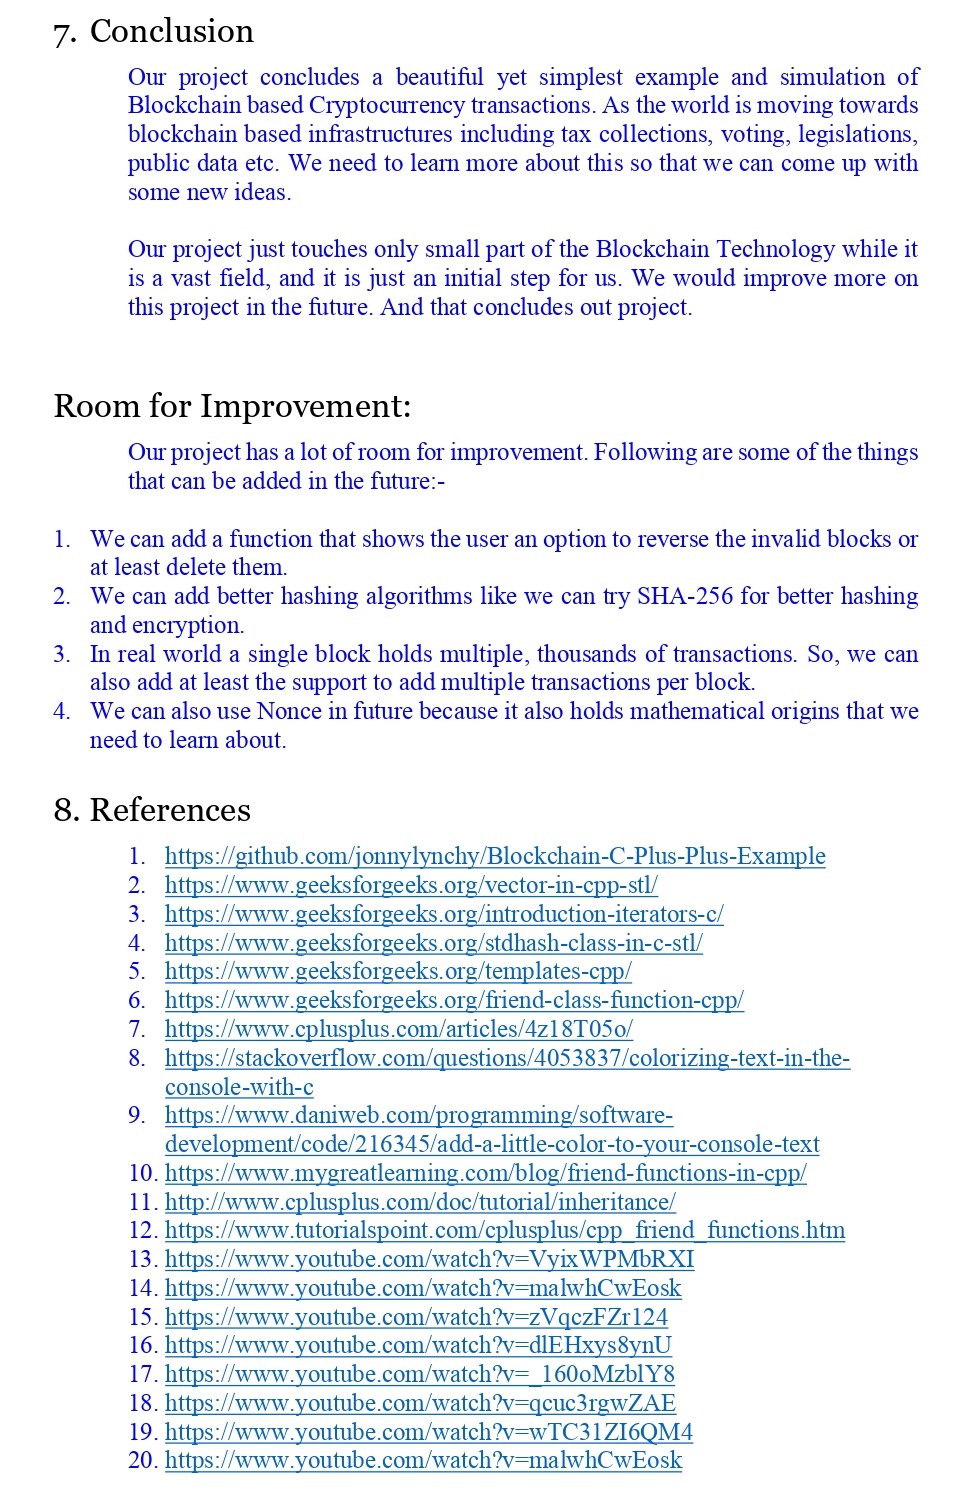 7. Conclusion
Our project concludes a beautiful yet simplest example and simulation of
Blockchain based Cryptocurrency transactions. As the world is moving towards
blockchain based infrastructures including tax collections, voting, legislations,
public data etc. We need to learn more about this so that we can come up with
some new ideas.
Our project just touches only small part of the Blockchain Technology while it
is a vast field, and it is just an initial step for us. We would improve more on
this project in the future. And that concludes out project.
Room for Improvement:
Our project has a lot of room for improvement. Following are some of the things
that can be added in the future:-
1. We can add a function that shows the user an option to reverse the invalid blocks or
at least delete them.
2. We can add better hashing algorithms like we can try SHA-256 for better hashing
and encryption.
3. In real world a single block holds multiple, thousands of transactions. So, we can
also add at least the support to add multiple transactions per block.
4. We can also use Nonce in future because it also holds mathematical origins that we
need to learn about.
8. References
1. https://github.com/jonnylynchy/Blockchain-C-Plus-Plus-Example
2. https://www.geeksforgeeks.org/vector-in-cpp-stl/
3. https://www.geeksforgeeks.org/introduction-iterators-c/
4. https://www.geeksforgeeks.org/stdhash-class-in-c-stl/
5. https://www.geeksforgeeks.org/templates-cpp/
6. https://www.geeksforgeeks.org/friend-class-function-cpp/
7. https://www.cplusplus.com/articles/4z18T05o/
8. https://stackoverflow.com/questions/4053837/colorizing-text-in-the-
console-with-c
9. https://www.daniweb.com/programming/software-
development/code/216345/add-a-little-color-to-your-console-text
10. https://www.mygreatlearning.com/blog/friend-functions-in-cpp/
11. http://www.cplusplus.com/doc/tutorial/inheritance/
12. https://www.tutorialspoint.com/cplusplus/cpp_friend_functions.htm
13. https://www.youtube.com/watch?v=VyixWPMbRXI
14. https://www.youtube.com/watch?v=malwhCwEosk
15. https://www.youtube.com/watch?v=zVqczFZr124
16. https://www.youtube.com/watch?v=dlEHxys8ynU
17. https://www.youtube.com/watch?v=_160oMzblY8
18. https://www.youtube.com/watch?v=qcuc3rgwZAE
19. https://www.youtube.com/watch?v=wTC31ZI6QM4
20. https://www.youtube.com/watch?v=malwhCwEosk